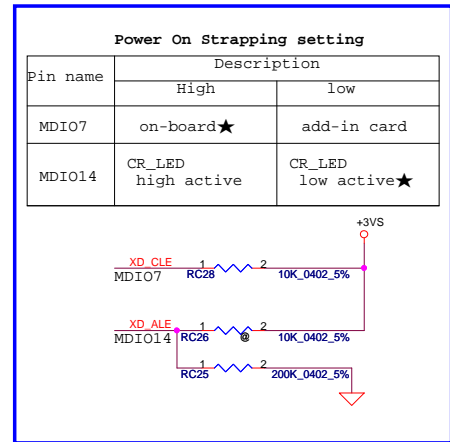 Power On Strapping setting
Pin name
Description
High
low
MDIO7
on-board★
add-in card
MDIO14
CR_LED
high active
CR_LED
low active★
+3VS
XD_CLE
MDIO7
1
RC28
2
10K_0402_5%
XD_ALE
MDIO14
1
RC26
@
2
10K_0402_5%
1
RC25
2
200K_0402_5%